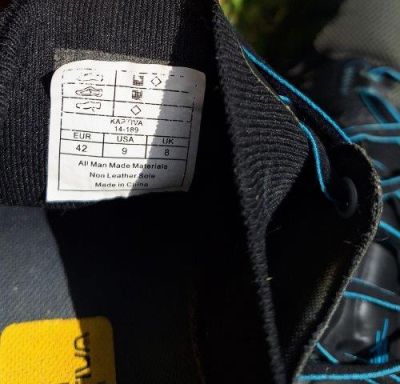 KAPTIVA
14-189
EUR USA UK
42 9 8
All Man Made Materials
Non Leather Sole
Made in China
IVA